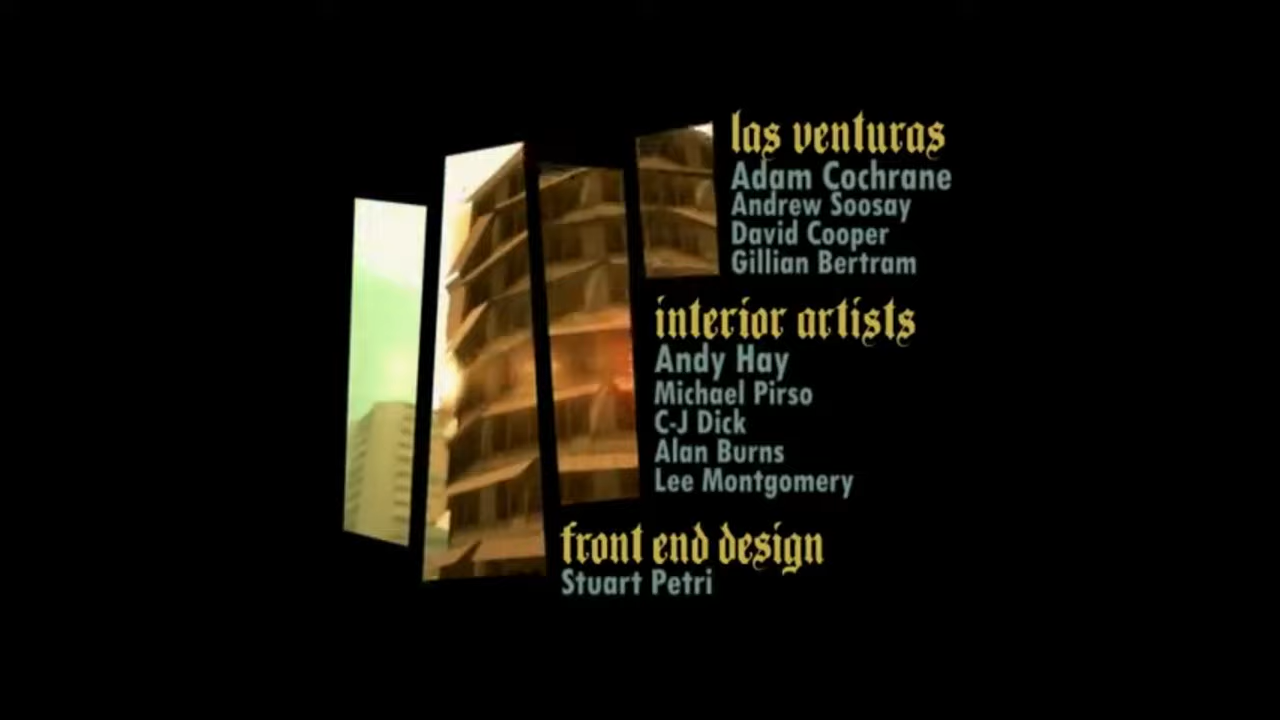 las venturas
Adam Cochrane
Andrew Soosay
David Cooper
Gillian Bertram
interior artists
Andy Hay
Michael Pirso
C-J Dick
Alan Burns
Lee Montgomery
front end design
Stuart Petri